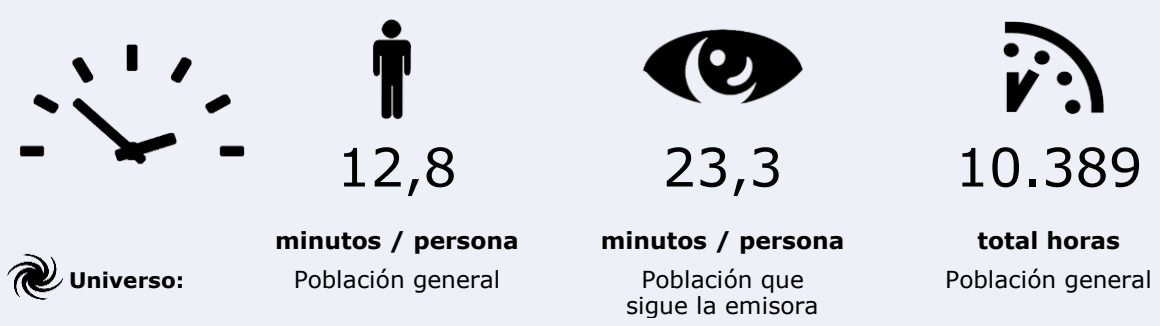 12,8
23,3
10.389
minutos / persona
minutos / persona
total horas
Universo:
Población general
Población que
sigue la emisora
Población general